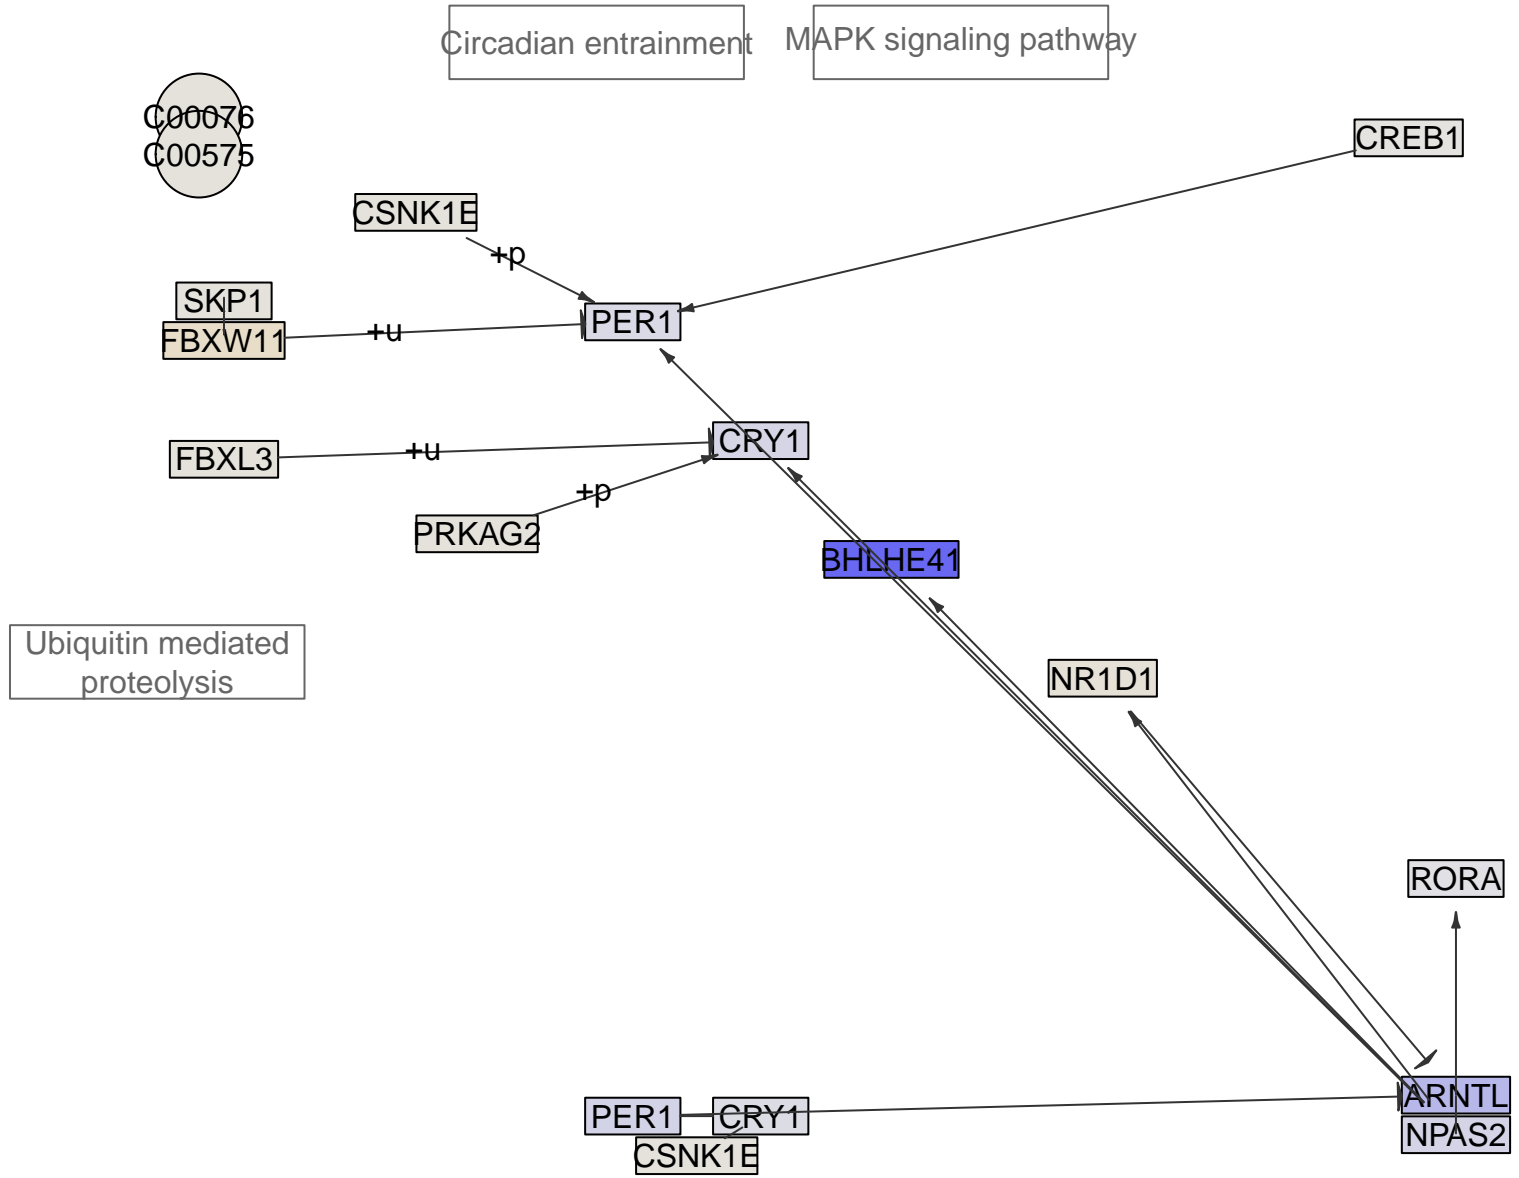 Circadian entrainment
MAPK signaling pathway
C00076
C00575
CREB1
CSNK1E
+p
SKP1
FBXW11
+u
PER1
FBXL3
+u
CRY1
PRKAG2
+p
BHLHE41
Ubiquitin mediated
proteolysis
NR1D1
RORA
PER1
CRY1
CSNK1E
ARNTL
NPAS2